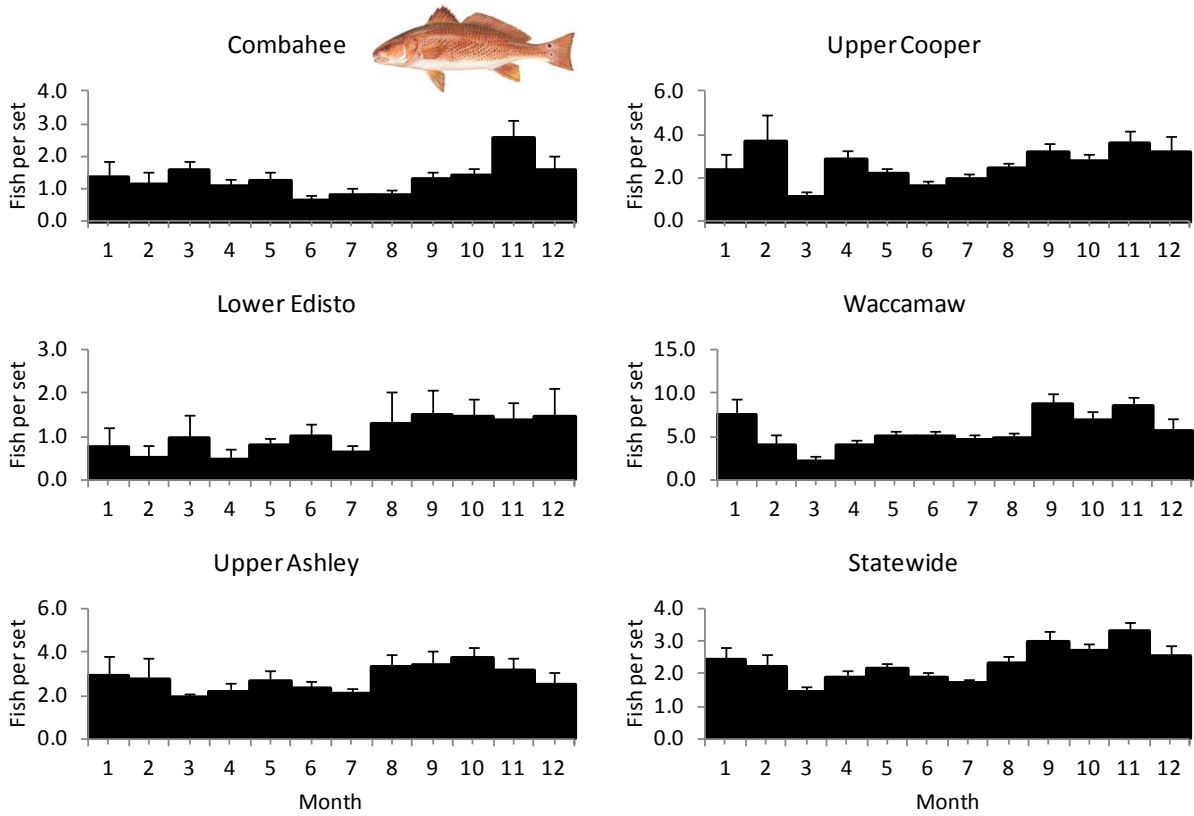 Combahee
Fish per set
4.0
3.0
2.0
1.0
0.0
1 2 3 4 5 6 7 8 9 10 11 12
Upper Cooper
Fish per set
6.0
4.0
2.0
0.0
1 2 3 4 5 6 7 8 9 10 11 12
Lower Edisto
Fish per set
3.0
2.0
1.0
0.0
1 2 3 4 5 6 7 8 9 10 11 12
Waccamaw
Fish per set
15.0
10.0
5.0
0.0
1 2 3 4 5 6 7 8 9 10 11 12
Upper Ashley
Fish per set
6.0
4.0
2.0
0.0
1 2 3 4 5 6 7 8 9 10 11 12
Month
Statewide
Fish per set
4.0
3.0
2.0
1.0
0.0
1 2 3 4 5 6 7 8 9 10 11 12
Month